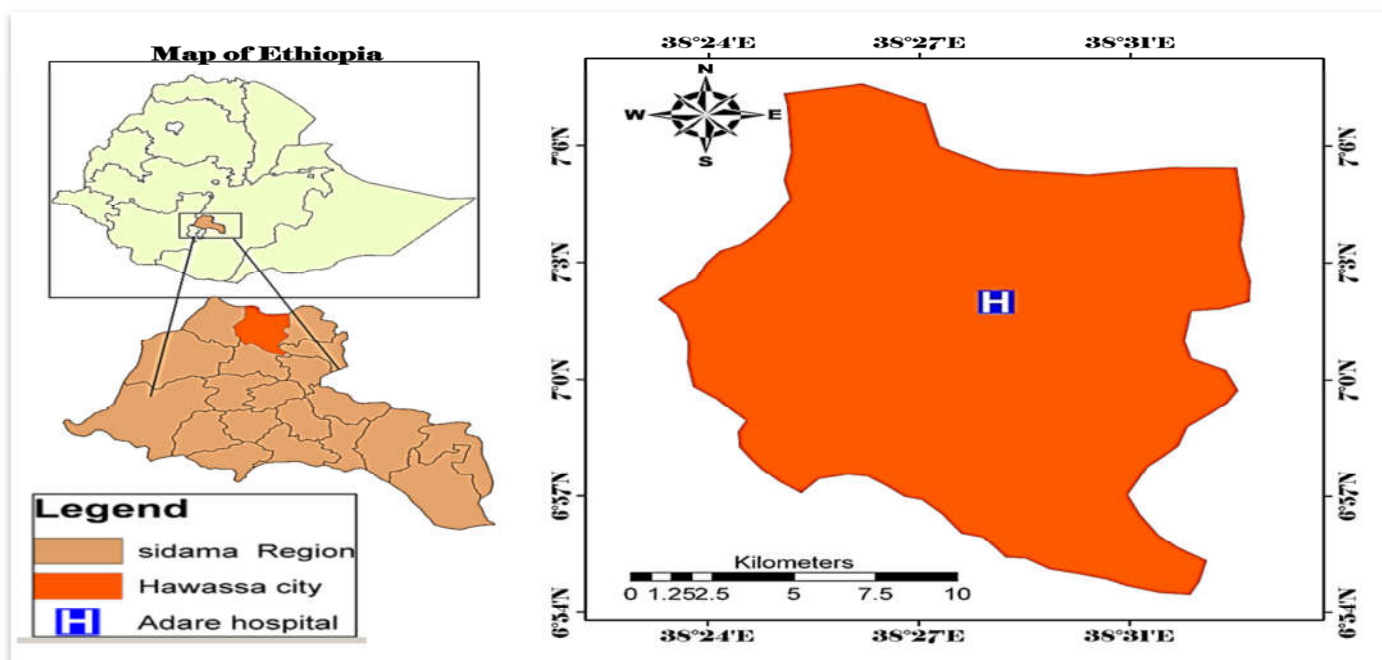 Map of Ethiopia
38°24'E 38°27'E 38°31'E
N
W E
S
7°6'N 7°6'N
7°3'N 7°3'N
H
7°0'N 7°0'N
6°57'N 6°57'N
6°54'N 6°54'N
Kilometers
0 1.252.5 5 7.5 10
38°24'E 38°27'E 38°31'E
Legend
sidama Region
Hawassa city
H Adare hospital